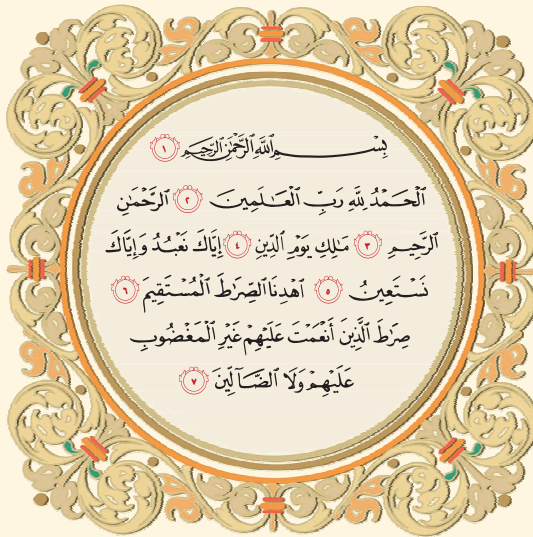 بِسْمِ ٱللَّهِ ٱلرَّحْمَٰنِ ٱلرَّحِيمِ ١
ٱلْحَمْدُ لِلَّهِ رَبِّ ٱلْعَٰلَمِينَ ٢ ٱلرَّحْمَٰنِ
ٱلرَّحِيمِ ٣ مَٰلِكِ يَوْمِ ٱلدِّينِ ٤ إِيَّاكَ نَعْبُدُ وَإِيَّاكَ
نَسْتَعِينُ ٥ ٱهْدِنَا ٱلصِّرَٰطَ ٱلْمُسْتَقِيمَ ٦
صِرَٰطَ ٱلَّذِينَ أَنْعَمْتَ عَلَيْهِمْ غَيْرِ ٱلْمَغْضُوبِ
عَلَيْهِمْ وَلَا ٱلضَّآلِّينَ ٧